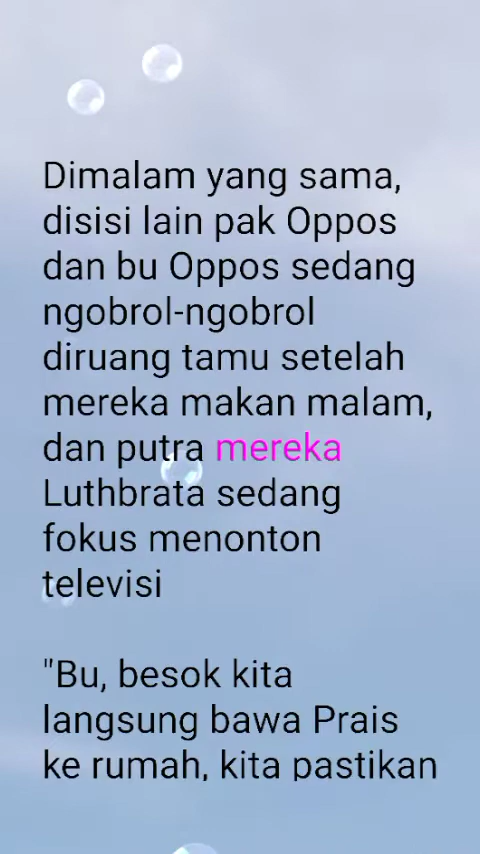 Dimalam yang sama,
disisi lain pak Oppos
dan bu Oppos sedang
ngobrol-ngobrol
diruang tamu setelah
mereka makan malam,
dan putra mereka
Luthbrata sedang
fokus menonton
televisi
"Bu, besok kita
langsung bawa Prais
ke rumah, kita pastikan